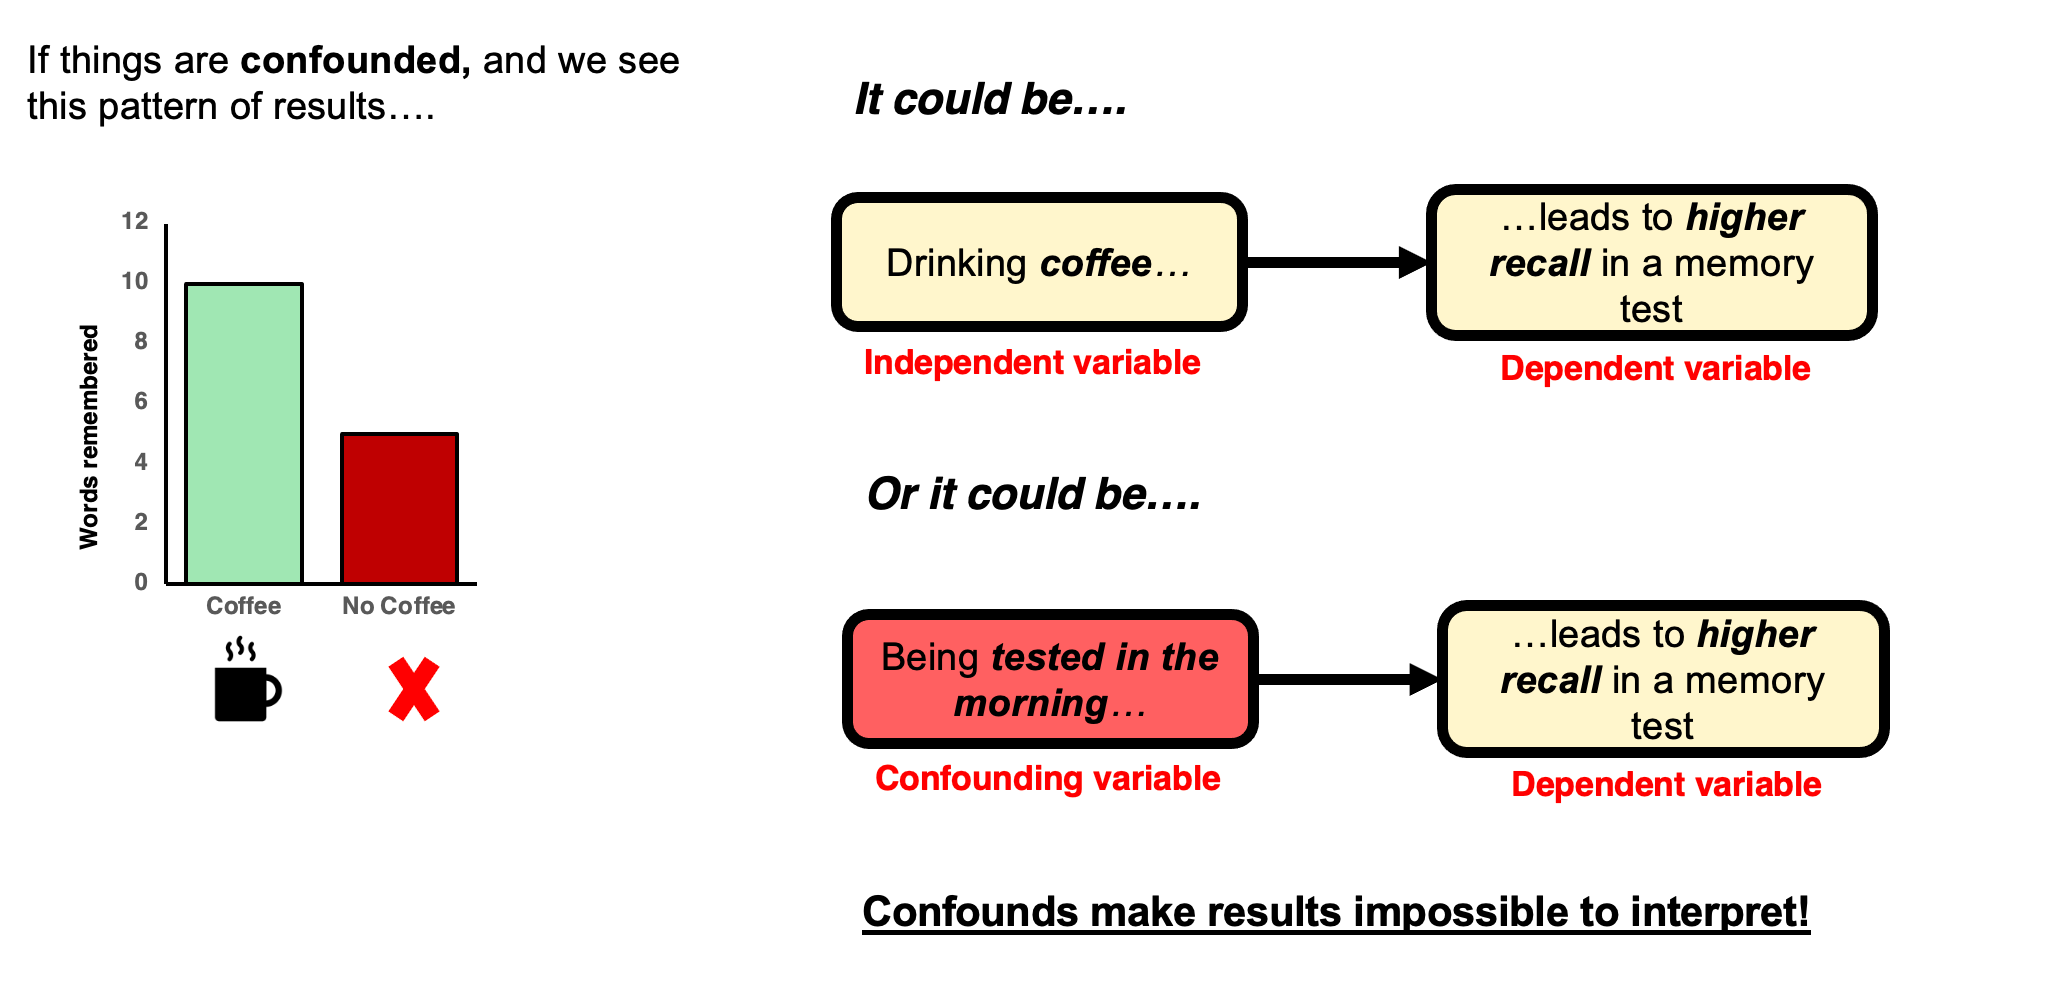 If things are confounded, and we see
this pattern of results….
12
10
8
6
4
2
0
Words remembered
Coffee
No Coffee
It could be….
Drinking coffee…
Independent variable
…leads to higher
recall in a memory
test
Dependent variable
Or it could be….
Being tested in the
morning…
Confounding variable
…leads to higher
recall in a memory
test
Dependent variable
Confounds make results impossible to interpret!